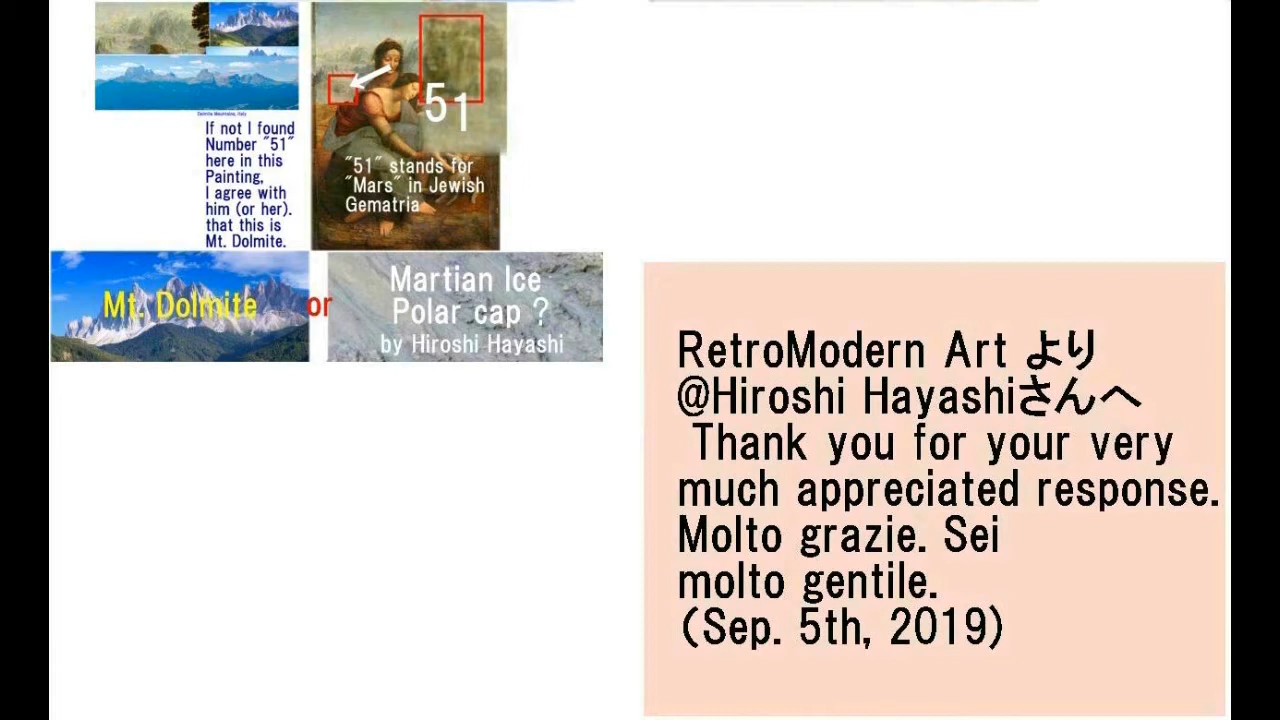 Dolmite Mountains, Italy
If not I found
Number "51"
here in this
Painting,
I agree with
him (or her).
that this is
Mt. Dolmite.
51
"51" stands for
"Mars" in Jewish
Gematria
Mt. Dolmite
or
Martian Ice
Polar cap ?
by Hiroshi Hayashi
RetroModern Art より
@Hiroshi Hayashiさんへ
Thank you for your very
much appreciated response.
Molto grazie. Sei
molto gentile.
(Sep. 5th, 2019)